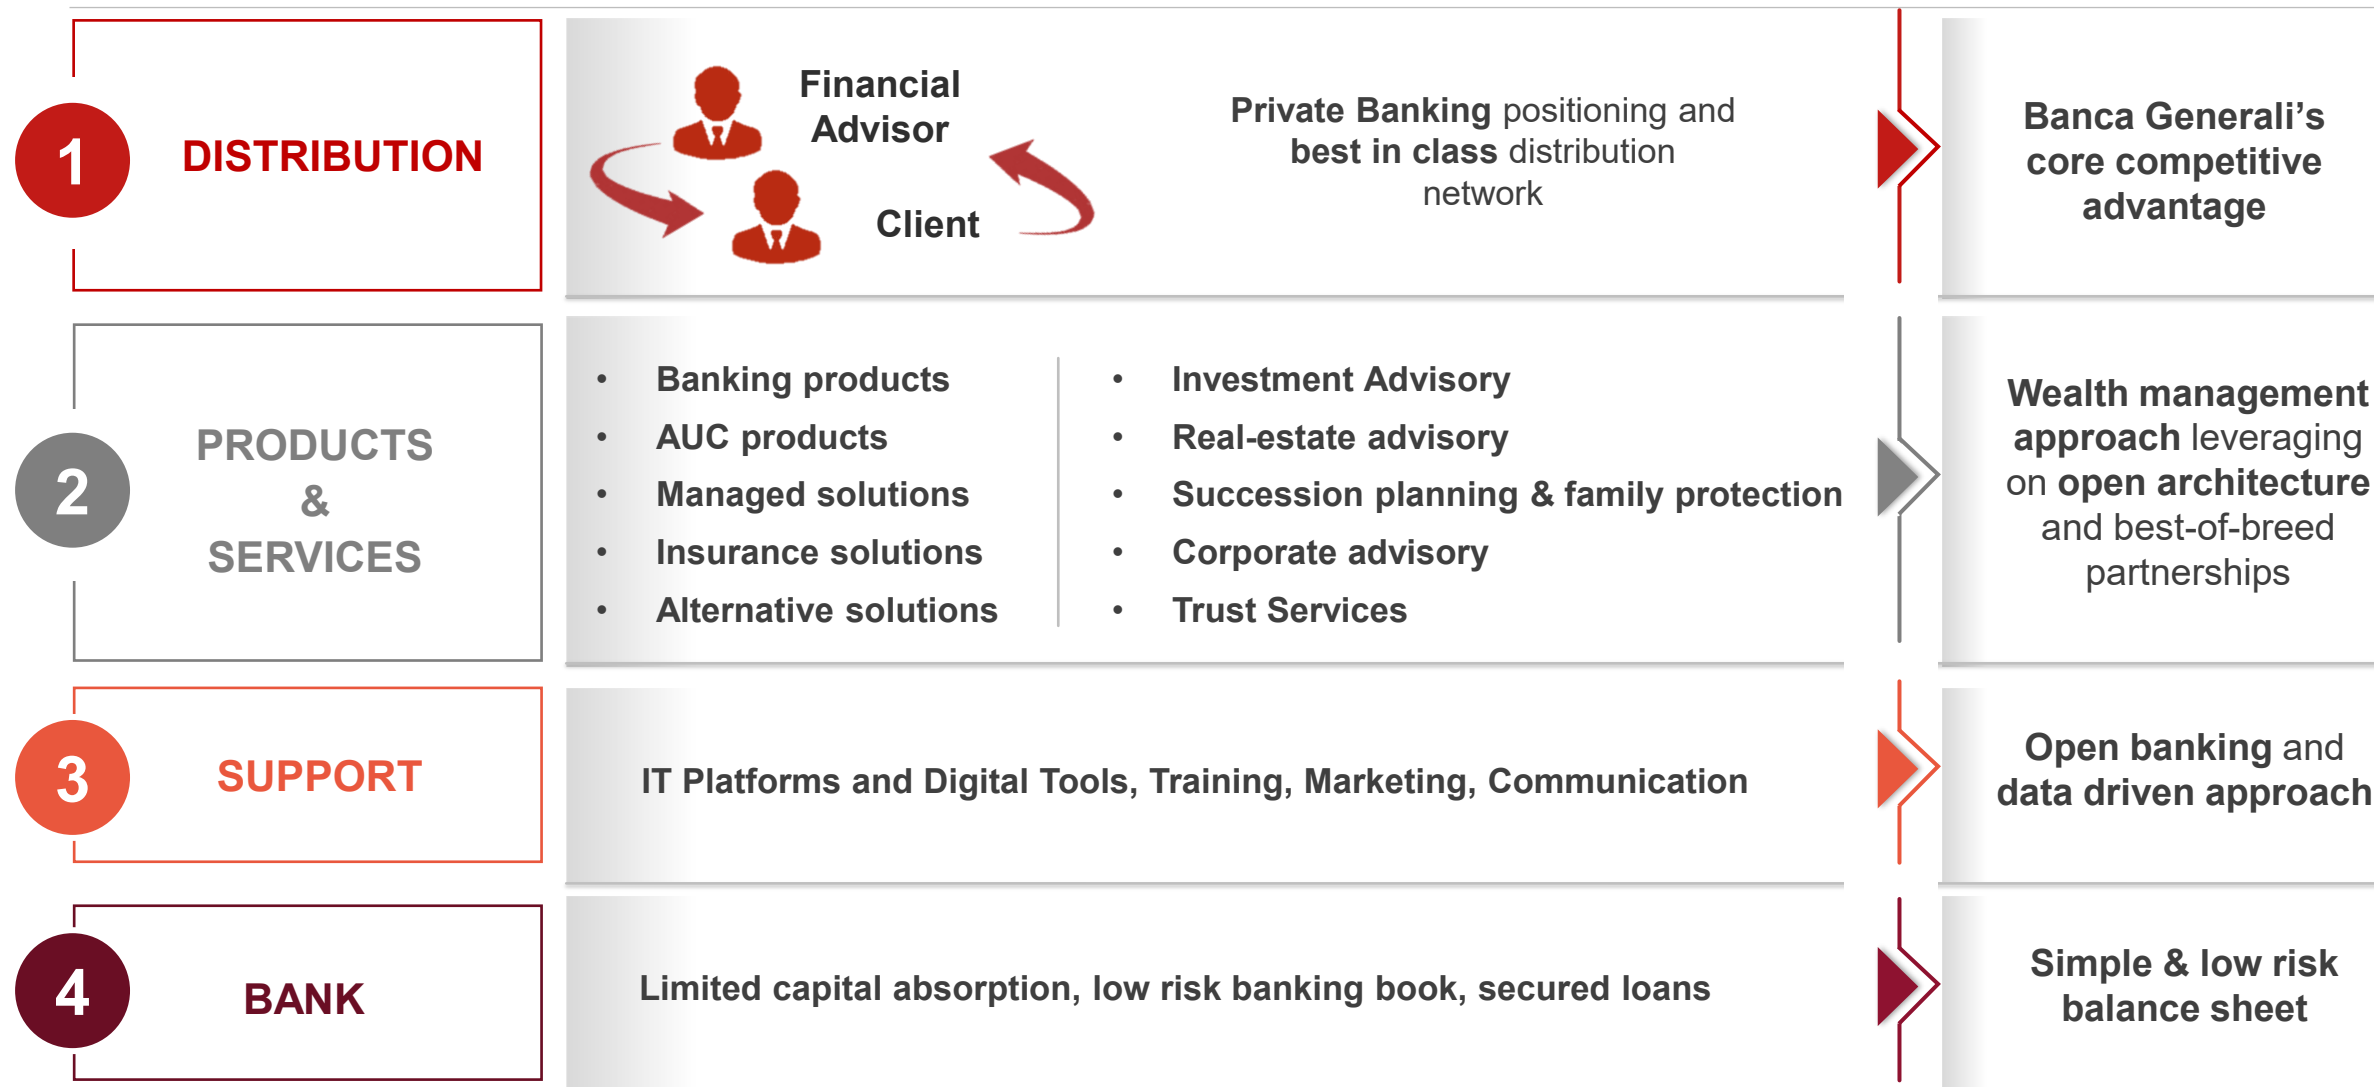 1
DISTRIBUTION
Financial
Advisor
Client
Private Banking positioning and
best in class distribution
network
Banca Generali’s
core competitive
advantage
2
PRODUCTS
&
SERVICES
• Banking products
• AUC products
• Managed solutions
• Insurance solutions
• Alternative solutions
• Investment Advisory
• Real-estate advisory
• Succession planning & family protection
• Corporate advisory
• Trust Services
Wealth management
approach leveraging
on open architecture
and best-of-breed
partnerships
3
SUPPORT
IT Platforms and Digital Tools, Training, Marketing, Communication
Open banking and
data driven approach
4
BANK
Limited capital absorption, low risk banking book, secured loans
Simple & low risk
balance sheet